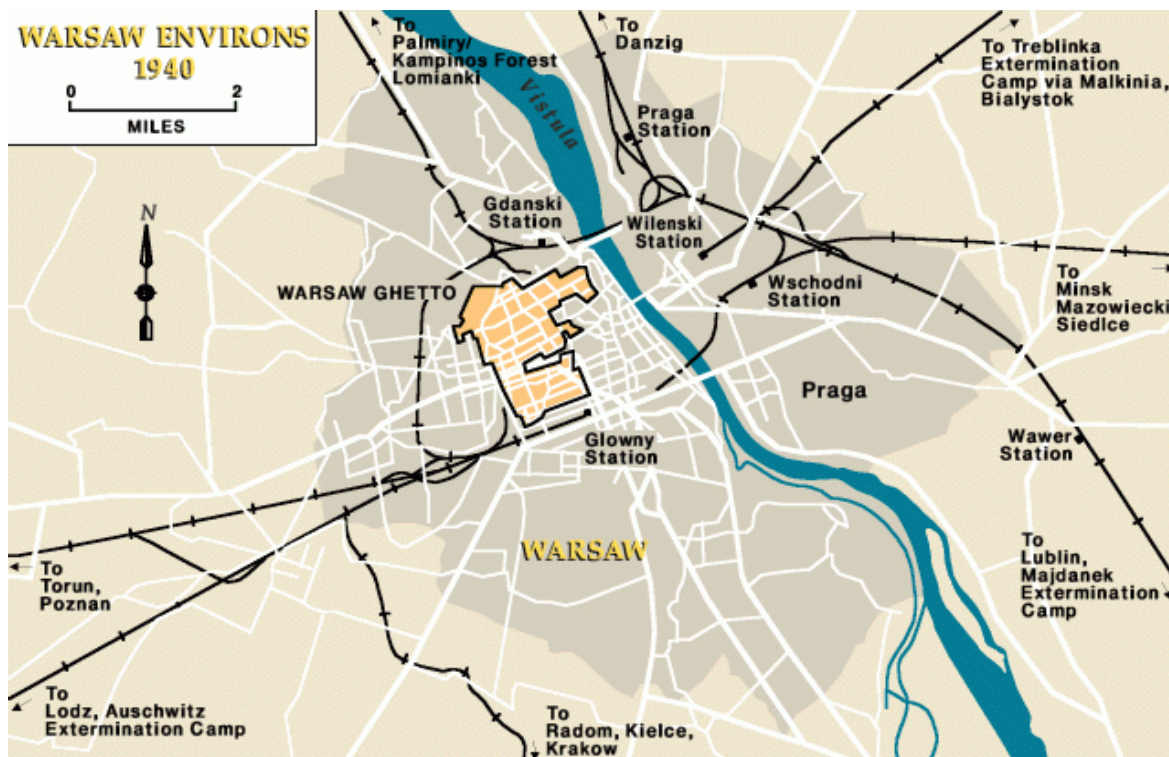 WARSAW ENVIRONS
1940
0 2
MILES
To
Palmiry/
Kampinos Forest
Lomianki
To
Danzig
To Treblinka
Extermination
Camp via Malkinia,
Bialystok
Vistula
Praga
Station
N
Gdanski
Station
Wilenski
Station
WARSAW GHETTO
Wschodni
Station
To
Minsk
Mazowiecki
Siedlce
Praga
Glowny
Station
Wawer
Station
WARSAW
To
Torun,
Poznan
To
Lublin,
Majdanek
Extermination
Camp
To
Lodz, Auschwitz
Extermination Camp
To
Radom, Kielce,
Krakow